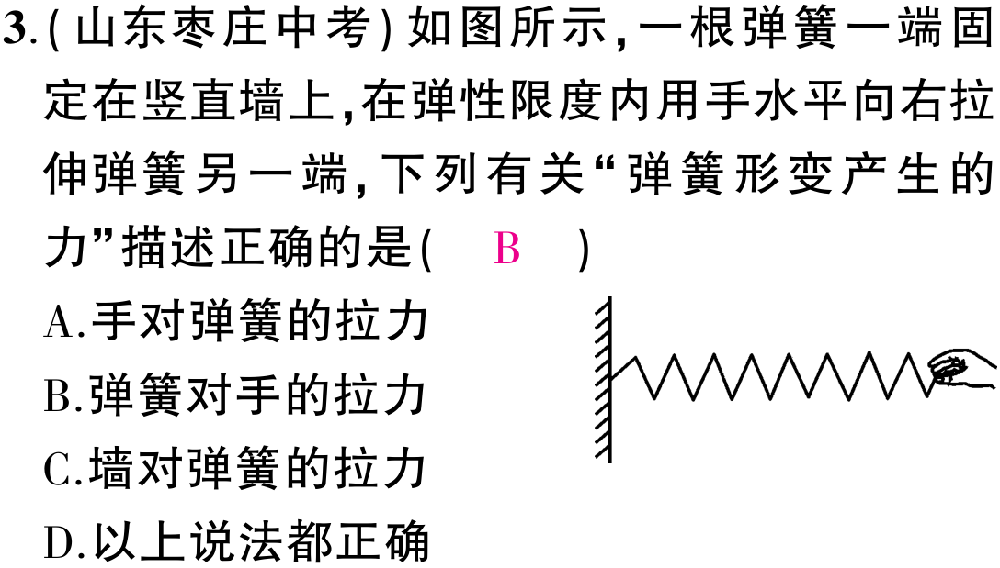 3.(山东枣庄中考)如图所示,一根弹簧一端固
定在竖直墙上,在弹性限度内用手水平向右拉
伸弹簧另一端,下列有关“弹簧形变产生的
力”描述正确的是( B )
A.手对弹簧的拉力
B.弹簧对手的拉力
C.墙对弹簧的拉力
D.以上说法都正确